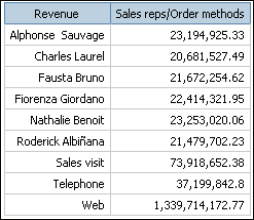 Revenue Sales reps/Order methods
Alphonse Sauvage 23,194,925.33
Charles Laurel 20,681,527.49
Fausta Bruno 21,672,254.62
Fiorenza Giordano 22,414,321.95
Nathalie Benoit 23,253,020.06
Roderick Albiñana 21,479,702.23
Sales visit 73,918,652.38
Telephone 37,199,842.8
Web 1,339,714,172.77